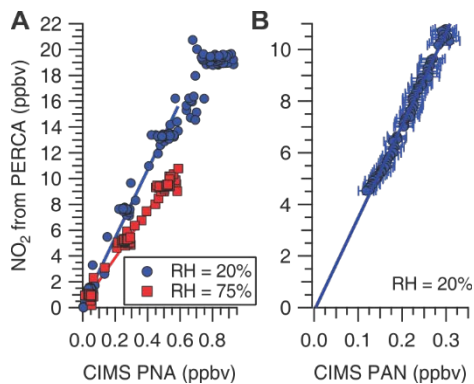 A
B
NO₂ from PERCA (ppbv)
22
20
18
16
14
12
10
8
6
4
2
0
0.0 0.2 0.4 0.6 0.8
CIMS PNA (ppbv)
RH = 20%
RH = 75%
10
8
6
4
2
0
0.0 0.1 0.2 0.3
CIMS PAN (ppbv)
RH = 20%